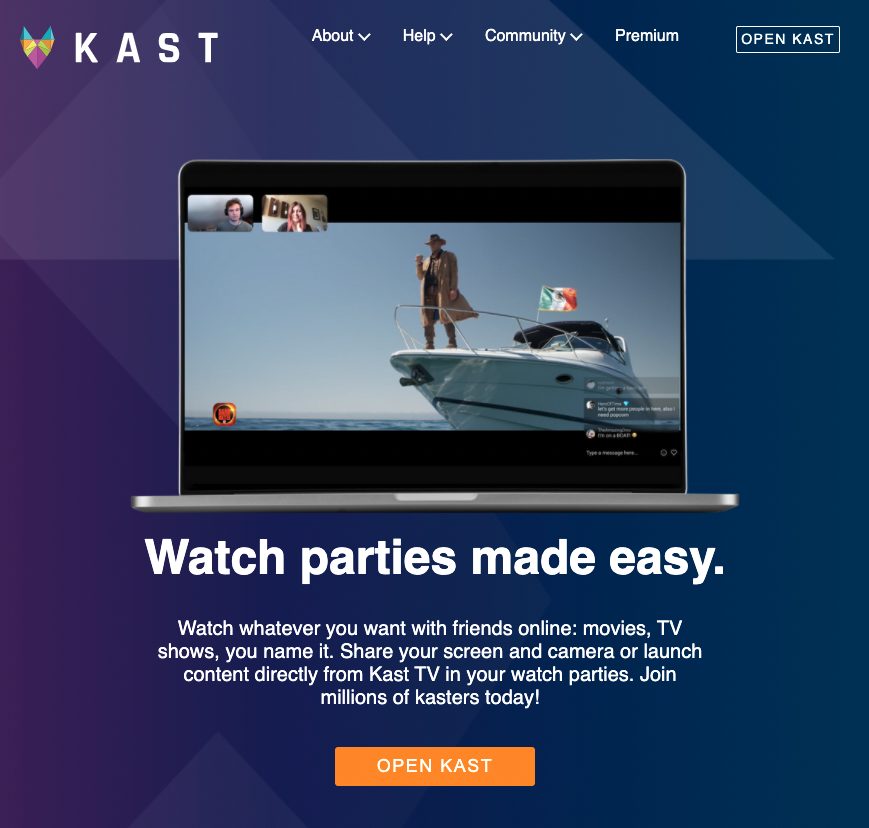 KAST
About
Help
Community
Premium
OPEN KAST
HeroOfTime
let's get more people in here, also I
need popcorn
I'm on a BOAT!
Type a message here...
Watch parties made easy.
Watch whatever you want with friends online: movies, TV
shows, you name it. Share your screen and camera or launch
content directly from Kast TV in your watch parties. Join
millions of kasters today!
OPEN KAST